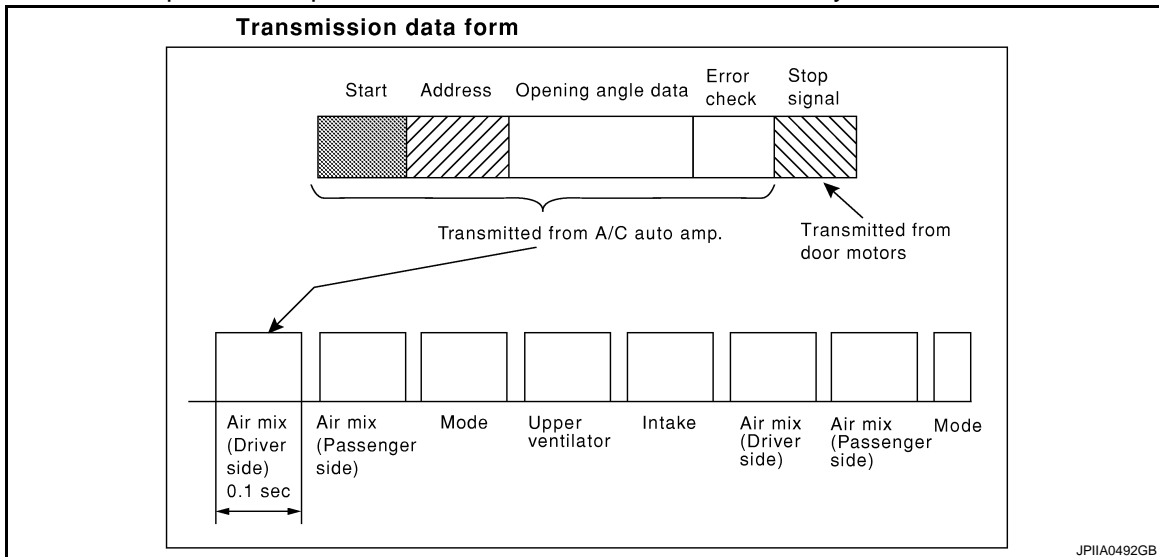 Transmission data form
Start Address Opening angle data Error check Stop signal
Transmitted from A/C auto amp.
Transmitted from door motors
Air mix (Driver side) 0.1 sec
Air mix (Passenger side)
Mode
Upper ventilator
Intake
Air mix (Driver side)
Air mix (Passenger side)
Mode
JPIIA0492GB